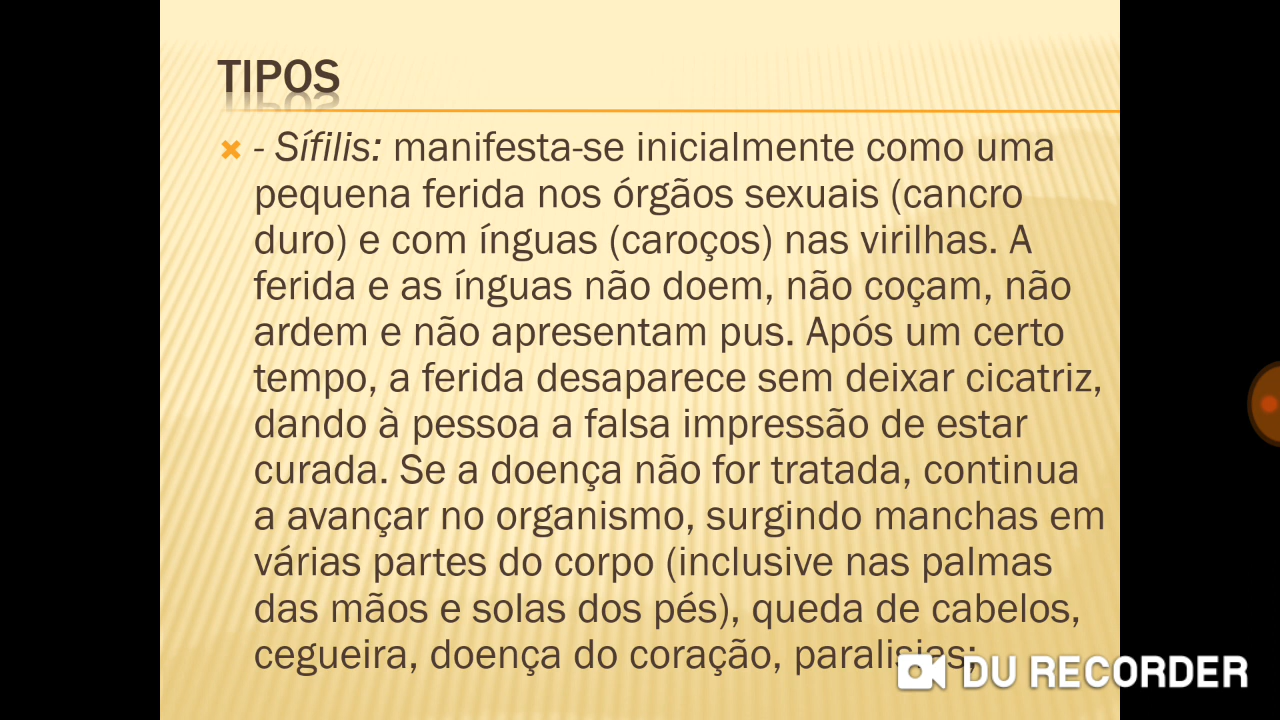 TIPOS
- Sífilis: manifesta-se inicialmente como uma
pequena ferida nos órgãos sexuais (cancro
duro) e com ínguas (caroços) nas virilhas. A
ferida e as ínguas não doem, não coçam, não
ardem e não apresentam pus. Após um certo
tempo, a ferida desaparece sem deixar cicatriz,
dando à pessoa a falsa impressão de estar
curada. Se a doença não for tratada, continua
a avançar no organismo, surgindo manchas em
várias partes do corpo (inclusive nas palmas
das mãos e solas dos pés), queda de cabelos,
cegueira, doença do coração, paralisias;
DU RECORDER